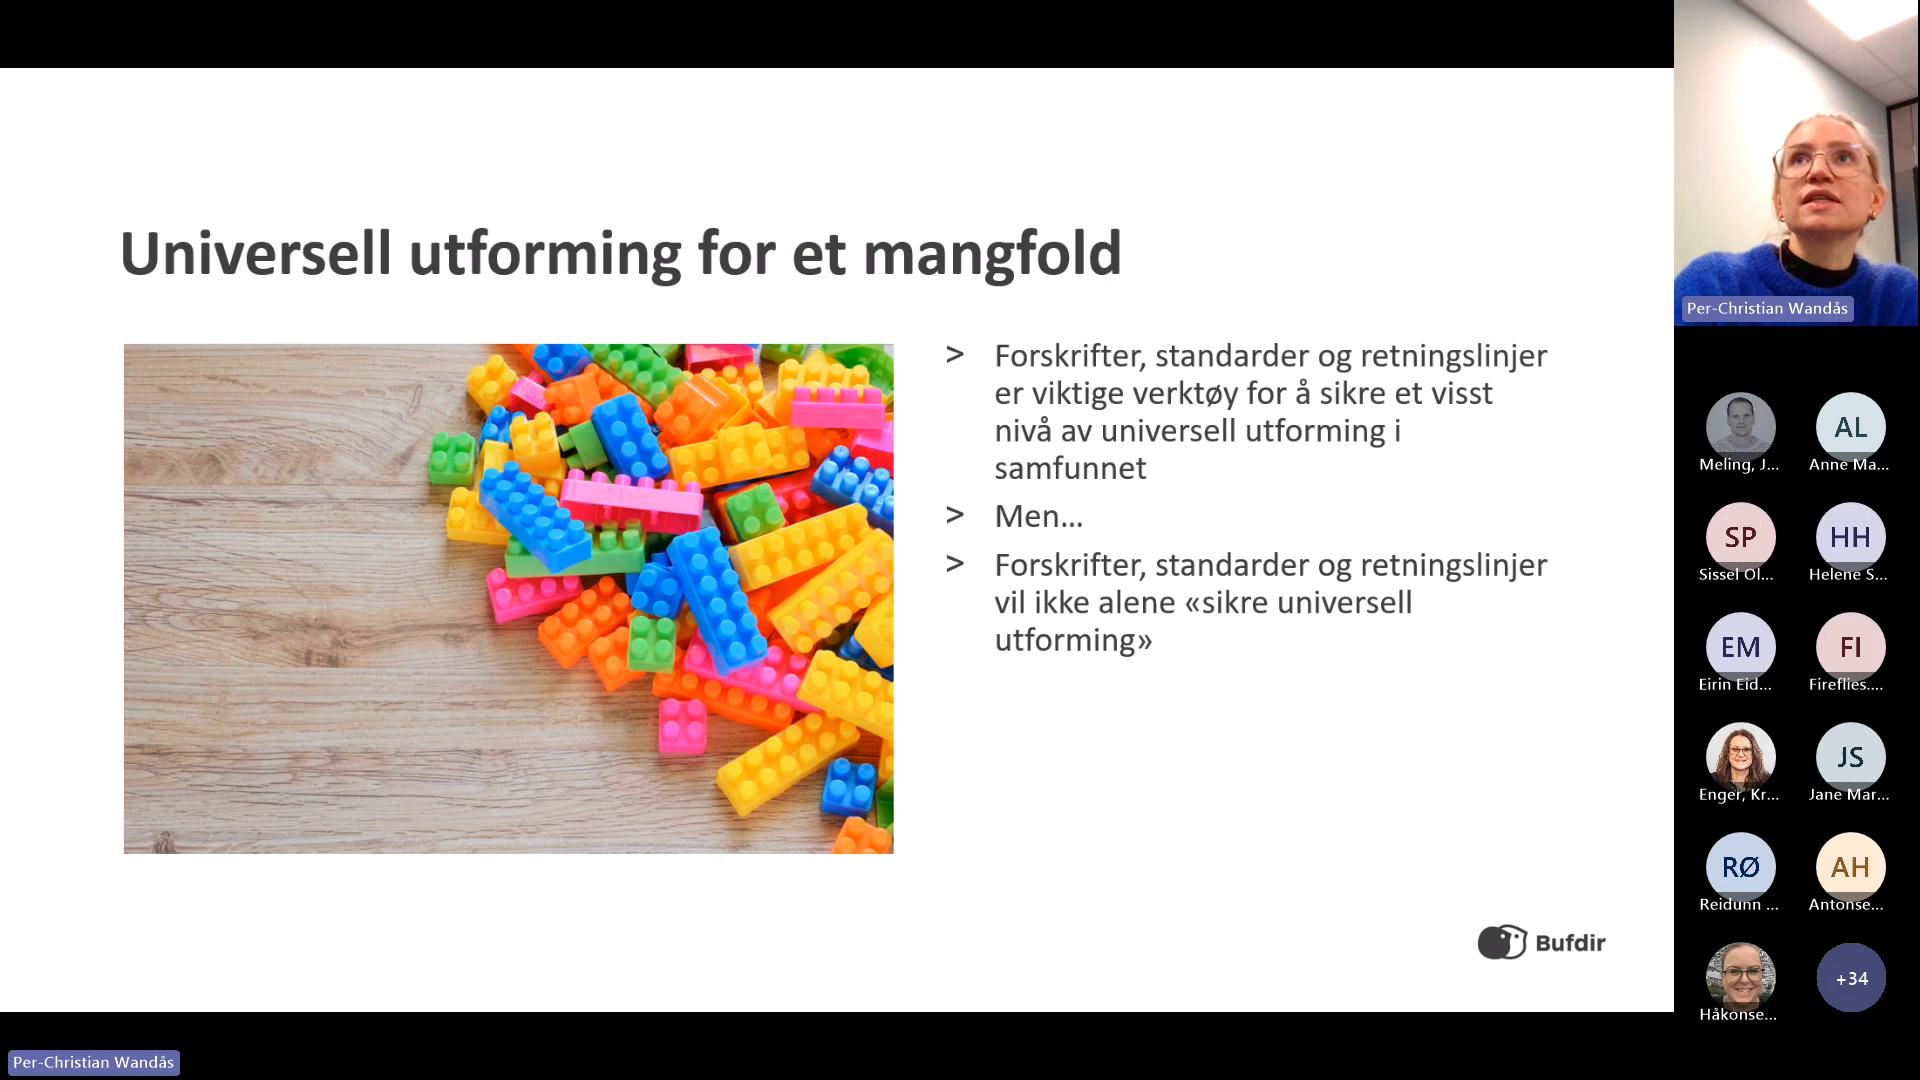 Universell utforming for et mangfold
> Forskrifter, standarder og retningslinjer
er viktige verktøy for å sikre et visst
nivå av universell utforming i
samfunnet
> Men...
> Forskrifter, standarder og retningslinjer
vil ikke alene «sikre universell
utforming»
Bufdir
Per-Christian Wandås
Per-Christian Wandås
Meling, J...
AL
Anne Ma...
SP
Sissel Ol...
HH
Helene S...
EM
Eirin Eid...
FI
Fireflies....
Enger, Kr...
JS
Jane Mar...
RØ
Reidunn ...
AH
Antonse...
Håkonse...
+34